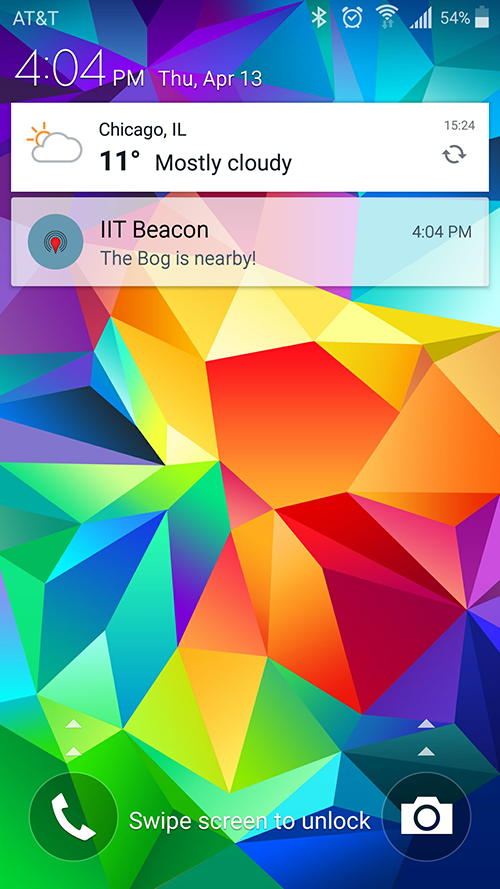 AT&T 54%
4:04 PM Thu, Apr 13
Chicago, IL 15:24
11° Mostly cloudy
IIT Beacon 4:04 PM
The Bog is nearby!
Swipe screen to unlock